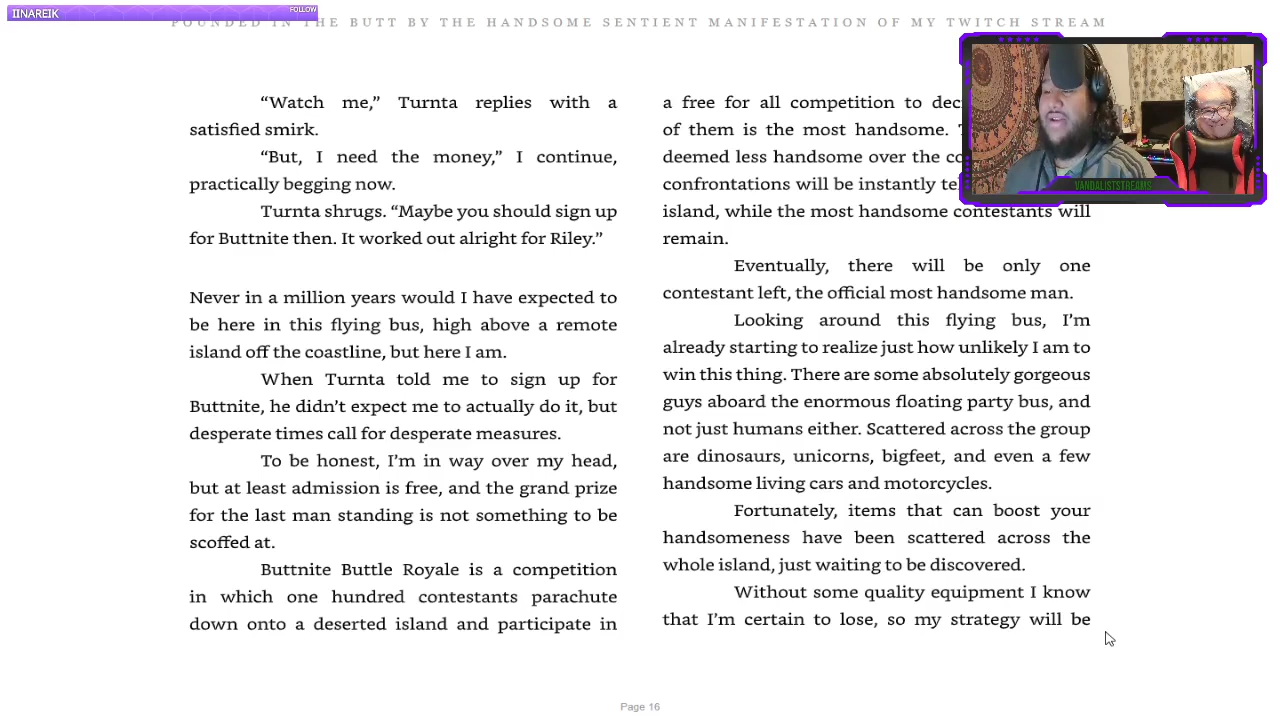 IINAREIK
FOLLOW
POUNDED IN THE BUTT BY THE HANDSOME SENTIENT MANIFESTATION OF MY TWITCH STREAM
“Watch me,” Turnta replies with a
satisfied smirk.
“But, I need the money,” I continue,
practically begging now.
Turnta shrugs. “Maybe you should sign up
for Buttnite then. It worked out alright for Riley.”
Never in a million years would I have expected to
be here in this flying bus, high above a remote
island off the coastline, but here I am.
When Turnta told me to sign up for
Buttnite, he didn’t expect me to actually do it, but
desperate times call for desperate measures.
To be honest, I’m in way over my head,
but at least admission is free, and the grand prize
for the last man standing is not something to be
scoffed at.
Buttnite Buttle Royale is a competition
in which one hundred contestants parachute
down onto a deserted island and participate in
a free for all competition to
of them is the most handsome.
deemed less handsome over the
confrontations will be instantly
island, while the most handsome contestants will
remain.
Eventually, there will be only one
contestant left, the official most handsome man.
Looking around this flying bus, I’m
already starting to realize just how unlikely I am to
win this thing. There are some absolutely gorgeous
guys aboard the enormous floating party bus, and
not just humans either. Scattered across the group
are dinosaurs, unicorns, bigfeet, and even a few
handsome living cars and motorcycles.
Fortunately, items that can boost your
handsomeness have been scattered across the
whole island, just waiting to be discovered.
Without some quality equipment I know
that I’m certain to lose, so my strategy will be
VANDALISTSTREAMS
Page 16